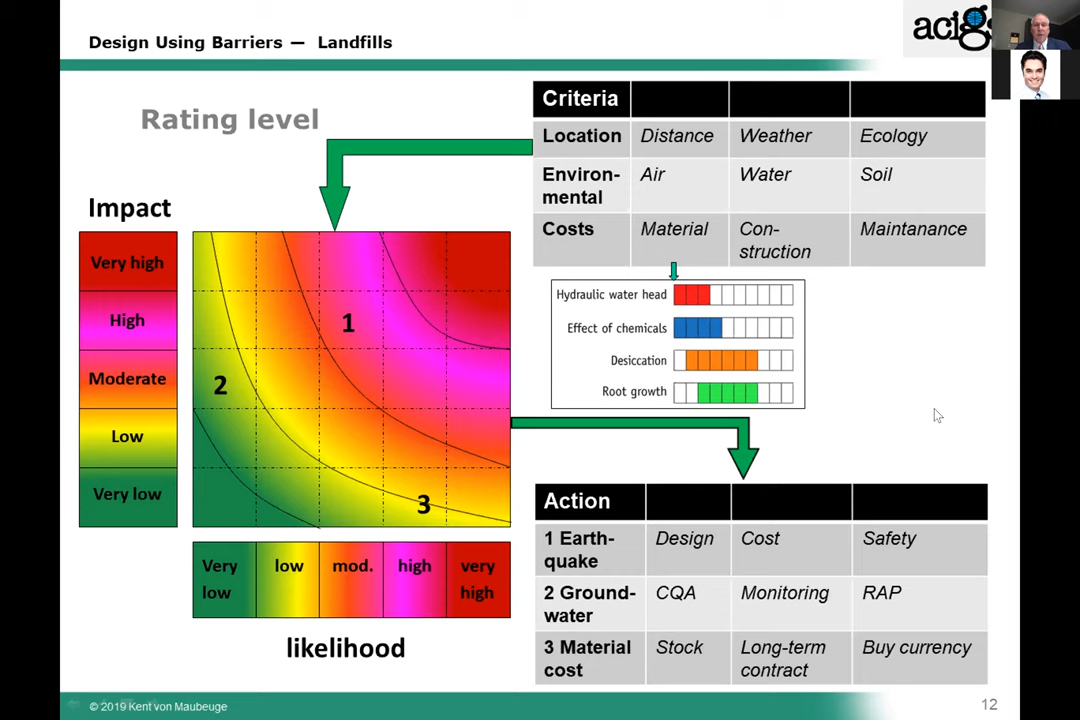 Design Using Barriers — Landfills
acigs
Rating level
Criteria
Location Distance Weather Ecology
Environ-
mental Air Water Soil
Costs Material Con-
struction Maintanance
Impact
Very high
High
Moderate
Low
Very low
1
2
3
Hydraulic water head
Effect of chemicals
Desiccation
Root growth
Very
low low mod. high very
high
likelihood
Action
1 Earth-
quake Design Cost Safety
2 Ground-
water CQA Monitoring RAP
3 Material
cost Stock Long-term
contract Buy currency
© 2019 Kent von Maubeuge
12